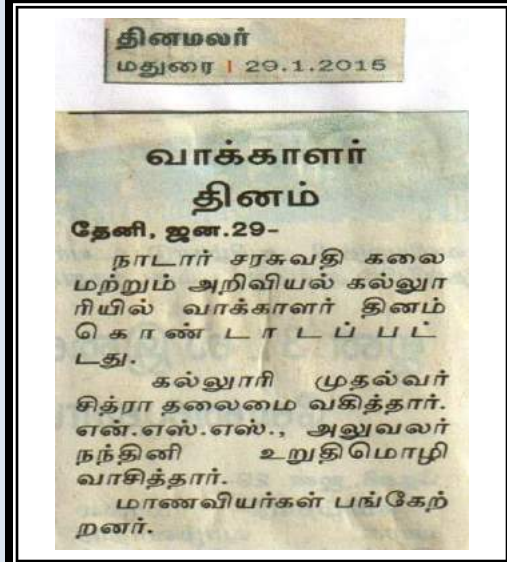 தினமலர்
மதுரை | 29.1.2015
வாக்காளர்
தினம்
தேனி, ஜன.29-
நாடார் சரசுவதி கலை
மற்றும் அறிவியல் கல்லுா
ரியில் வாக்காளர் தினம்
கொண்டாடப்பட்
டது.
கல்லுாரி முதல்வர்
சித்ரா தலைமை வகித்தார்.
என்.எஸ்.எஸ்., அலுவலர்
நந்தினி உறுதிமொழி
வாசித்தார்.
மாணவியர்கள் பங்கேற்
றனர்.